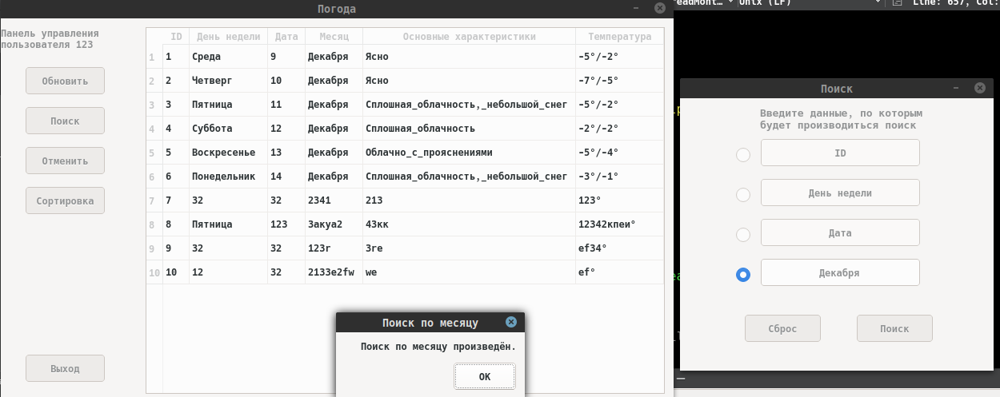 Погода
Панель управления
пользователя 123
Обновить
Поиск
Отменить
Сортировка
Выход
ID День недели Дата Месяц Основные характеристики Температура
1 1 Среда 9 Декабря Ясно -5°/-2°
2 2 Четверг 10 Декабря Ясно -7°/-5°
3 3 Пятница 11 Декабря Сплошная_облачность,_небольшой_снег -5°/-2°
4 4 Суббота 12 Декабря Сплошная_облачность -2°/-2°
5 5 Воскресенье 13 Декабря Облачно_с_прояснениями -5°/-4°
6 6 Понедельник 14 Декабря Сплошная_облачность,_небольшой_снег -3°/-1°
7 7 32 32 2341 213 123°
8 8 Пятница 123 Закуа2 43кк 12342кпеи°
9 9 32 32 123г 3ге ef34°
10 10 12 32 2133e2fw we ef°
Поиск по месяцу
Поиск по месяцу произведён.
OK
Unix (LF) Line: 657, Col:
Поиск
Введите данные, по которым
будет производиться поиск
ID
День недели
Дата
Декабря
Сброс Поиск